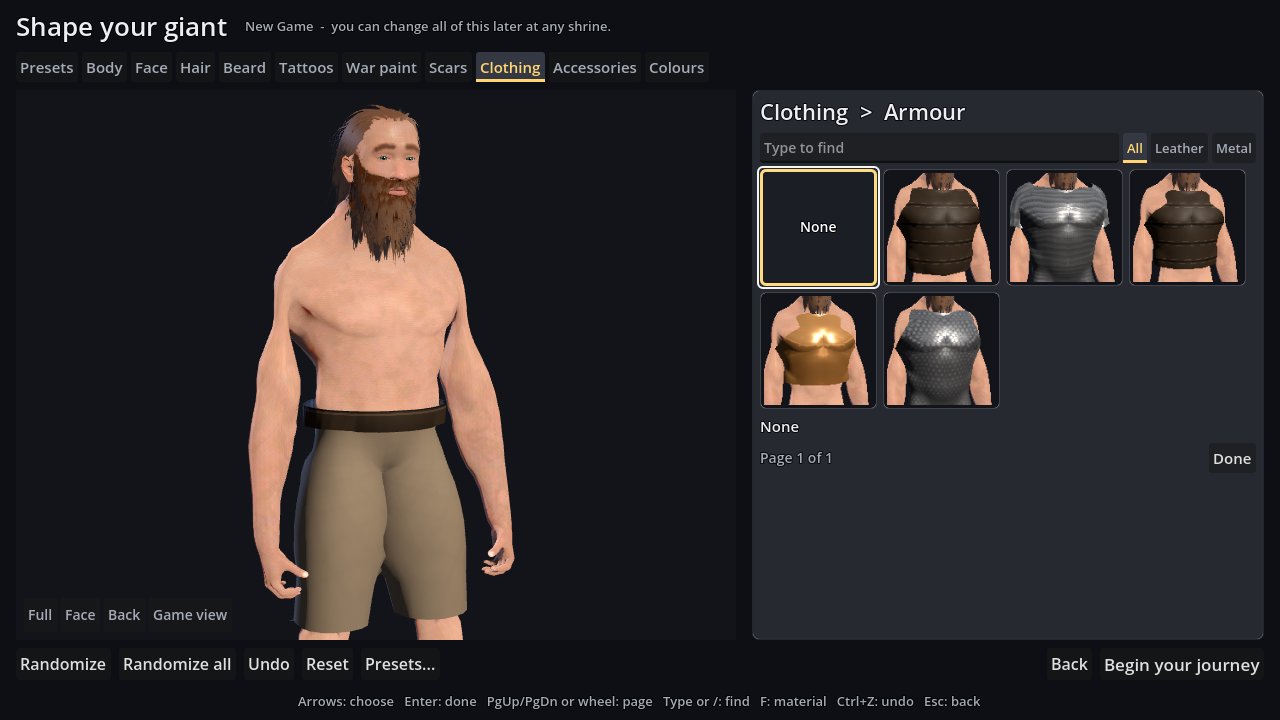 Shape your giant
New Game - you can change all of this later at any shrine.
Presets Body Face Hair Beard Tattoos War paint Scars Clothing Accessories Colours
Clothing > Armour
Type to find
All Leather Metal
None
None
Page 1 of 1
Done
Full Face Back Game view
Randomize Randomize all Undo Reset Presets...
Back Begin your journey
Arrows: choose Enter: done PgUp/PgDn or wheel: page Type or /: find F: material Ctrl+Z: undo Esc: back